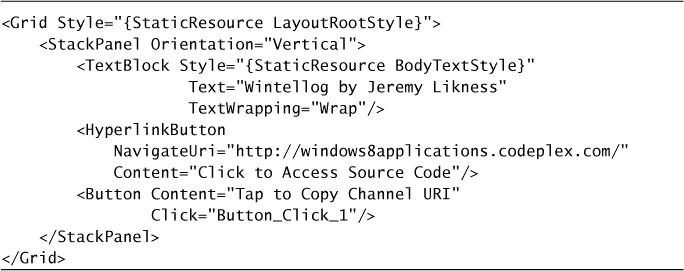 <Grid Style="{StaticResource LayoutRootStyle}">
    <StackPanel Orientation="Vertical">
        <TextBlock Style="{StaticResource BodyTextStyle}"
                   Text="Wintellog by Jeremy Likness"
                   TextWrapping="Wrap"/>
        <HyperlinkButton
            NavigateUri="http://windows8applications.codeplex.com/"
            Content="Click to Access Source Code"/>
        <Button Content="Tap to Copy Channel URI"
                Click="Button_Click_1"/>
    </StackPanel>
</Grid>